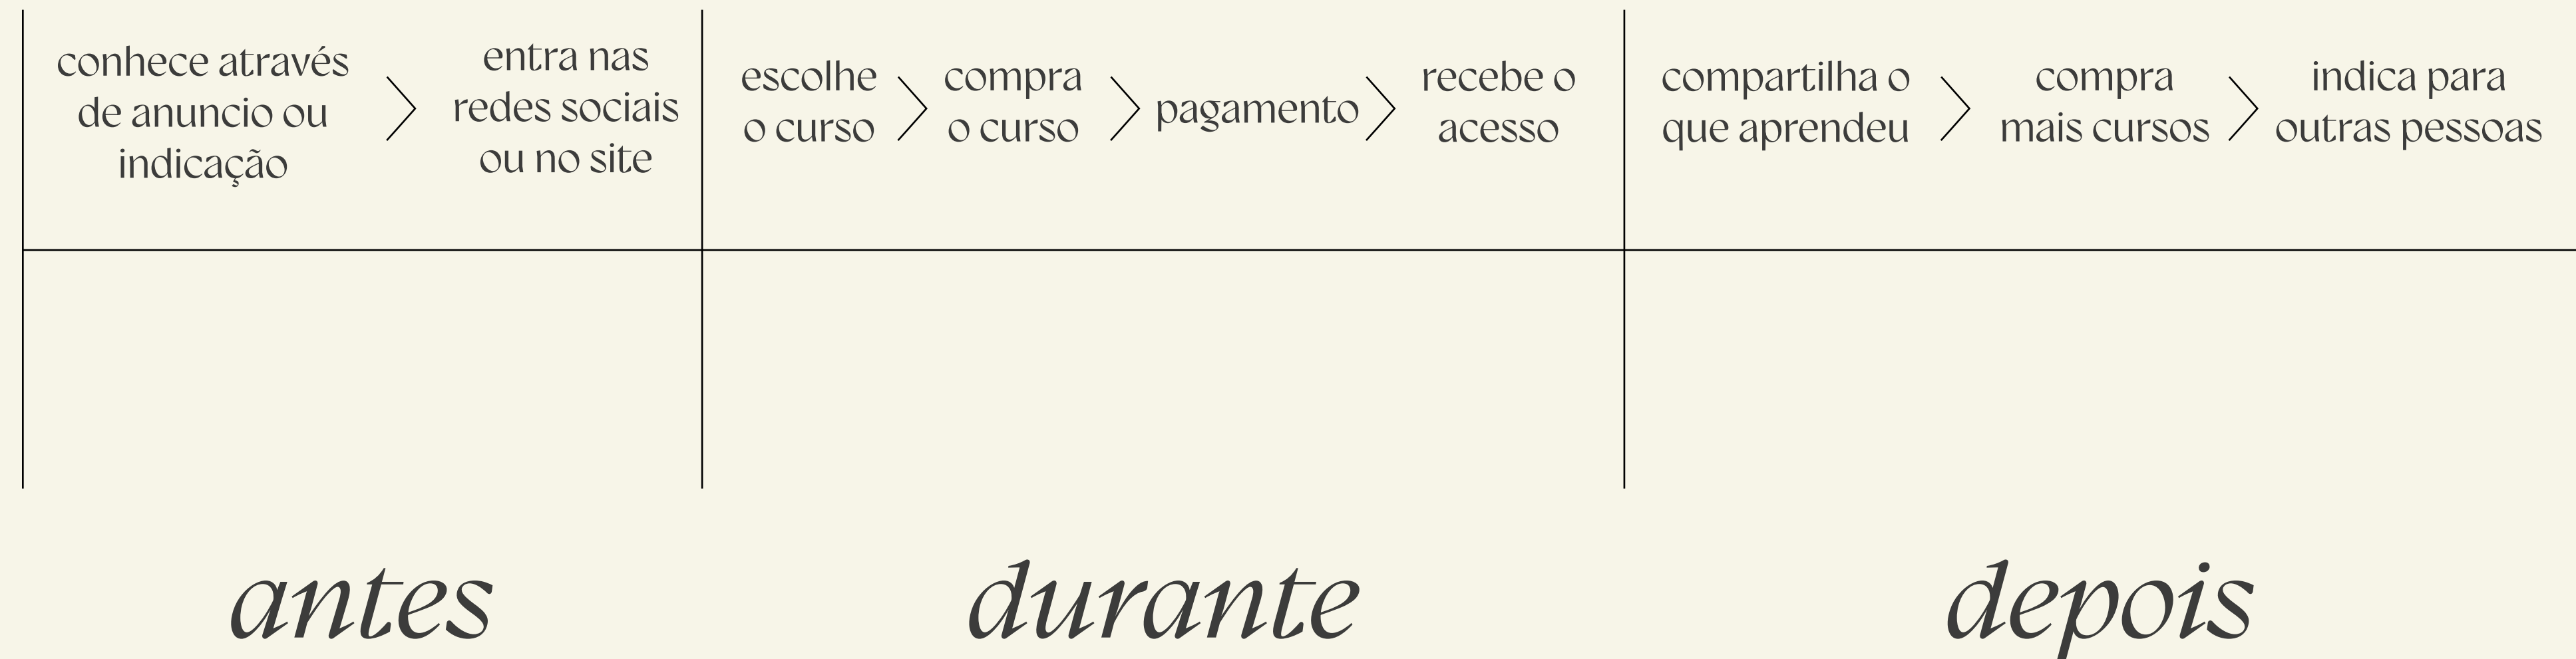 conhece através
de anuncio ou
indicação
entra nas
redes sociais
ou no site
escolhe
o curso
compra
o curso
pagamento
recebe o
acesso
compartilha o
que aprendeu
compra
mais cursos
indica para
outras pessoas
antes
durante
depois